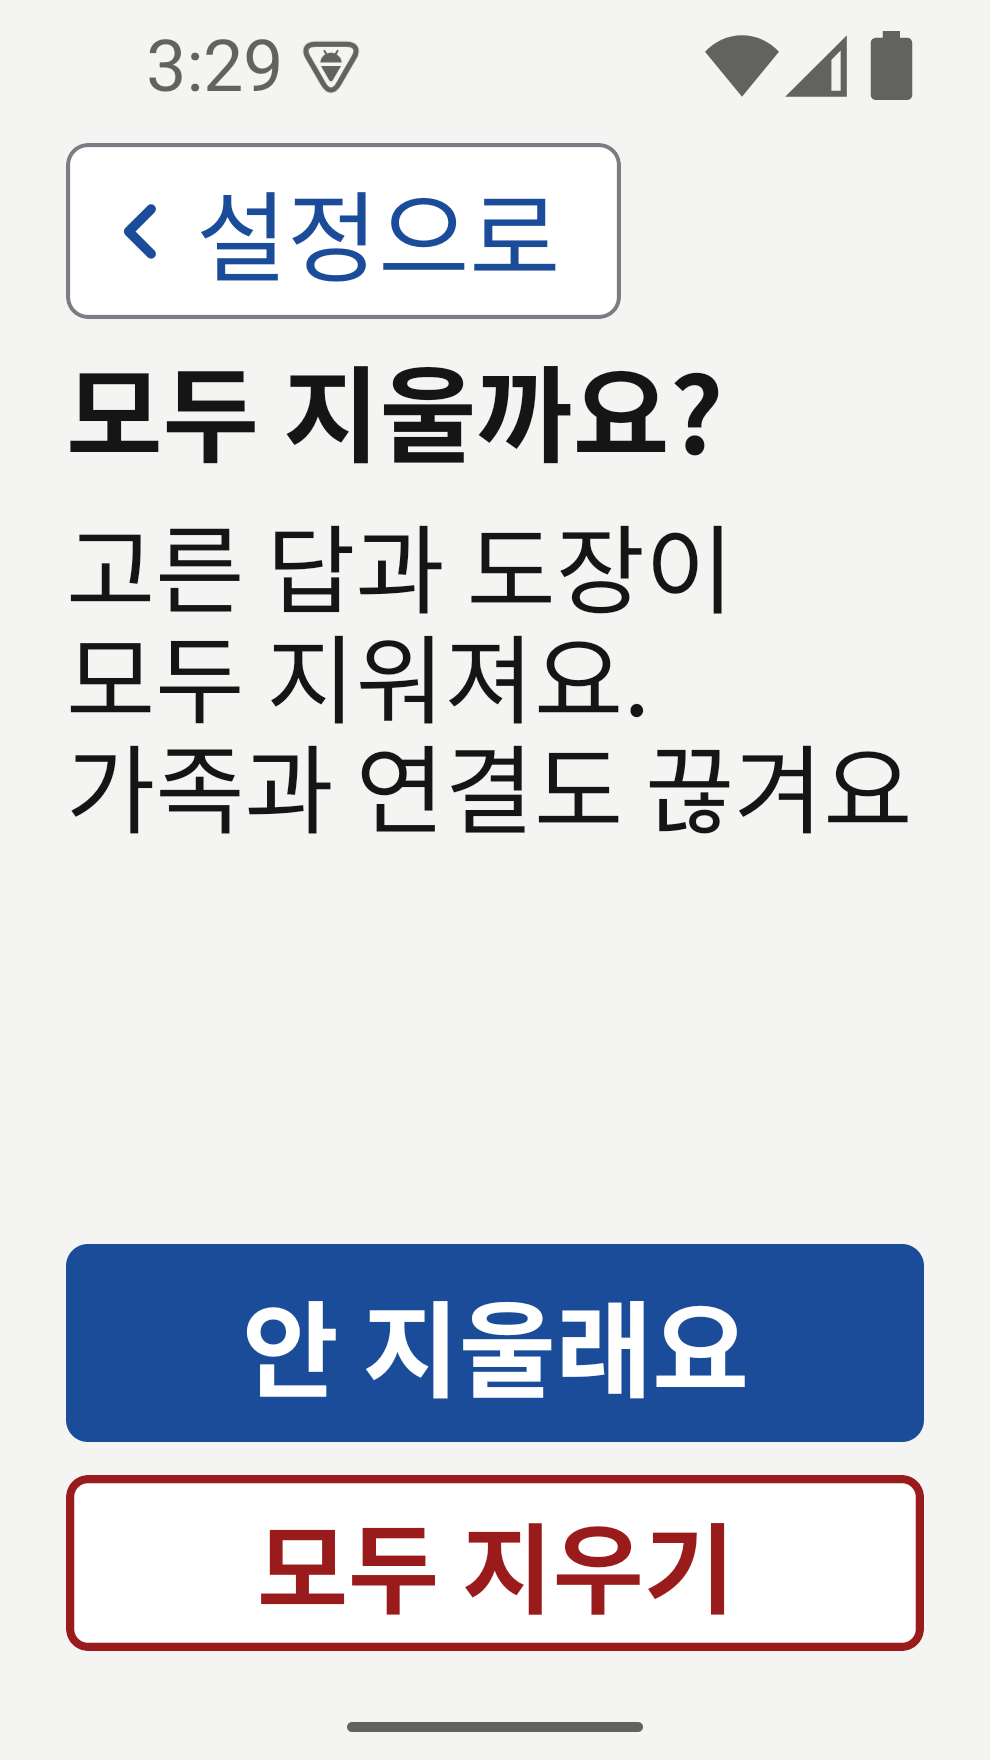 3:29
설정으로
모두 지울까요?
고른 답과 도장이
모두 지워져요.
가족과 연결도 끊겨요
안 지울래요
모두 지우기